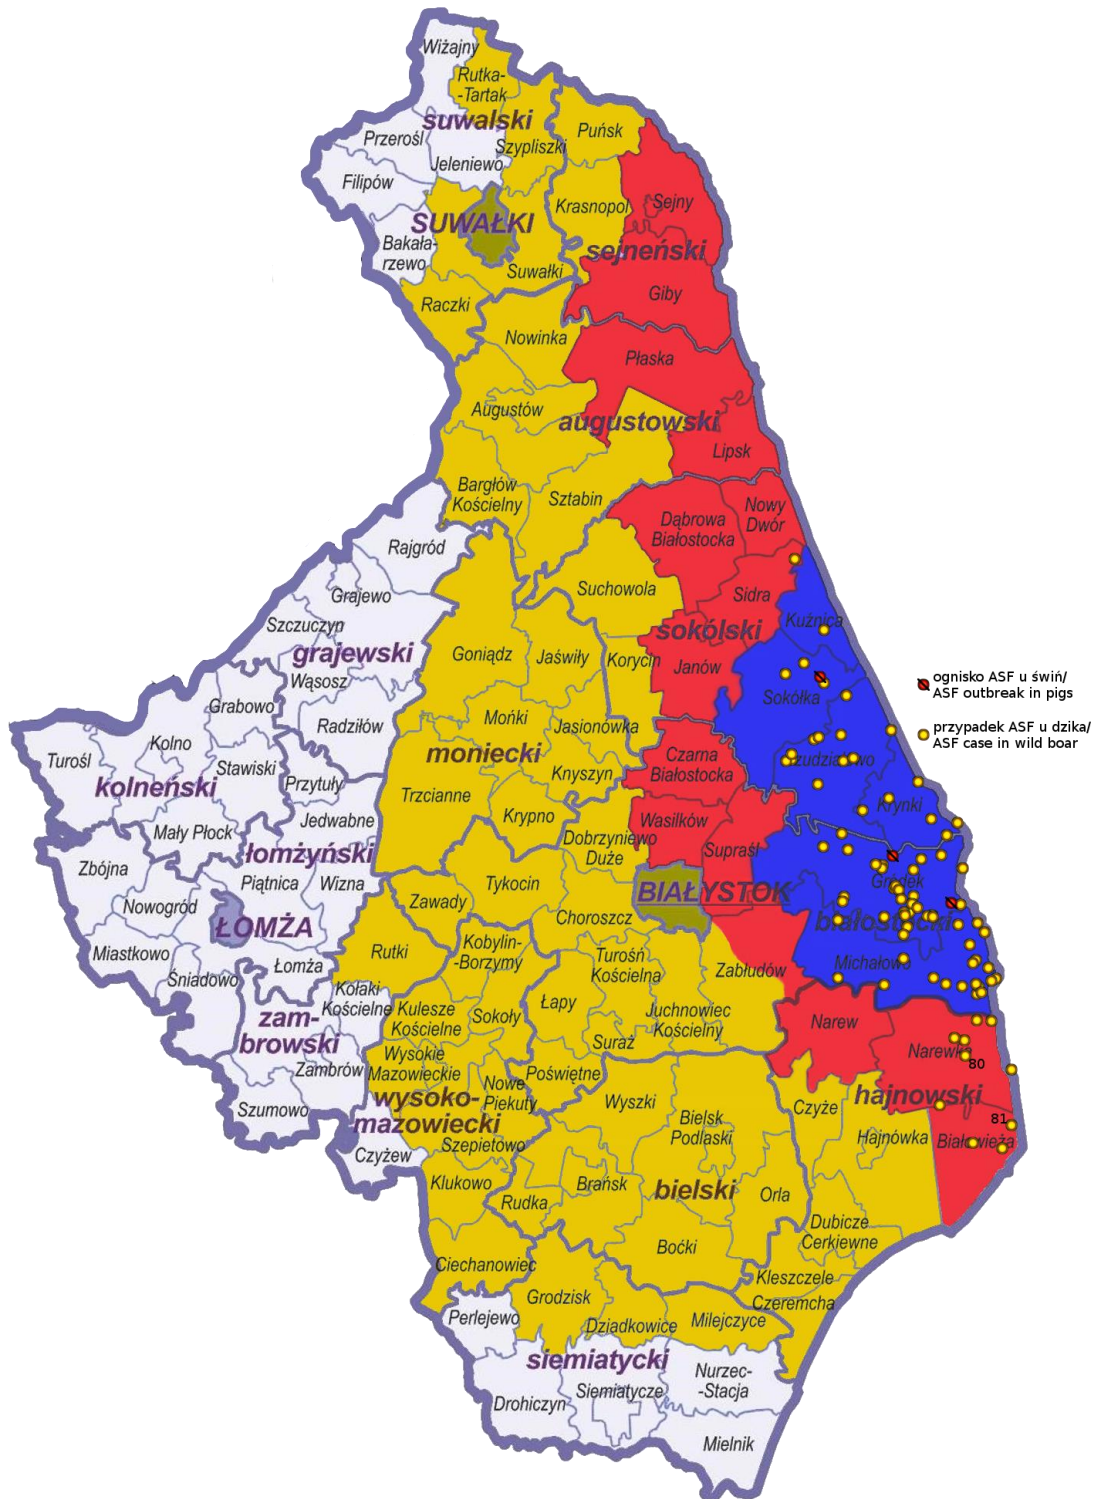 Wiżajny
Rutka-
-Tartak
suwalski
Puńsk
Przerośl
Szypliszki
Jeleniewo
Filipów
Sejny
Krasnopol
SUWAŁKI
Bakała-
rzewo
sejneński
Suwałki
Giby
Raczki
Nowinka
Płaska
Augustów
augustowski
Lipsk
Bargłów
Kościelny
Sztabin
Nowy
Dwór
Dąbrowa
Białostocka
Rajgród
Suchowola
Sidra
Grajewo
Kuźnica
Szczuczyn
sokólski
grajewski
Goniądz
Jaświły
Korycin
Janów
Wąsosz
ognisko ASF u świń/
ASF outbreak in pigs
Sokółka
Grabowo
Radziłów
Mońki
Jasionówka
przypadek ASF u dzika/
ASF case in wild boar
Kolno
moniecki
Czarna
Białostocka
Turośl
Stawiski
Knyszyn
kolneński
Przytuły
Trzcianne
Krynki
Jedwabne
Krypno
Wasilków
Mały Płock
Dobrzyniewo
Duże
Supraśl
łomżyński
Zbójna
Piątnica
Wizna
Tykocin
Gródek
BIAŁYSTOK
Nowogród
Zawady
Choroszcz
ŁOMŻA
białostocki
Miastkowo
Rutki
Kobylin-
-Borzymy
Turośń
Kościelna
Michałowo
Łomża
Zabłudów
Śniadowo
Kołaki
Kościelne
Kulesze
Kościelne
Sokoły
Łapy
Juchnowiec
Kościelny
zam-
browski
Narew
Suraż
Wysokie
Mazowieckie
Narewka
80
Zambrów
Poświętne
Nowe
Piekuty
wysoko-
mazowiecki
Szumowo
Wyszki
Czyże
hajnowski
Bielsk
Podlaski
81
Hajnówka
Białowieża
Szepietowo
Czyżew
Klukowo
Brańsk
bielski
Orla
Rudka
Dubicze
Cerkiewne
Boćki
Ciechanowiec
Kleszczele
Grodzisk
Czeremcha
Perlejewo
Dziadkowice
Milejczyce
siemiatycki
Nurzec-
-Stacja
Siemiatycze
Drohiczyn
Mielnik